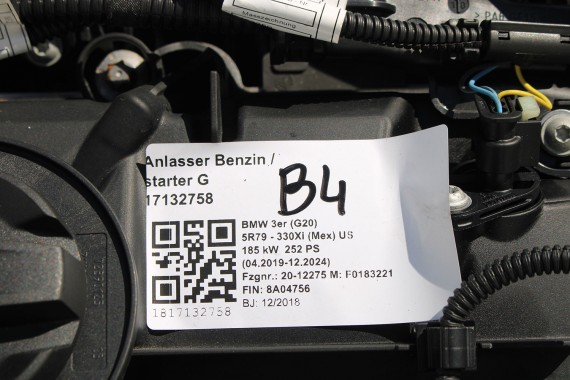 Massezeichnung
Anlasser Benzin /
starter G
17132758
B4
BMW 3er (G20)
5R79 - 330Xi (Mex) US
185 kW 252 PS
(04.2019-12.2024)
Fzgnr.: 20-12275 M: F0183221
FIN: 8A04756
BJ: 12/2018
1817132758